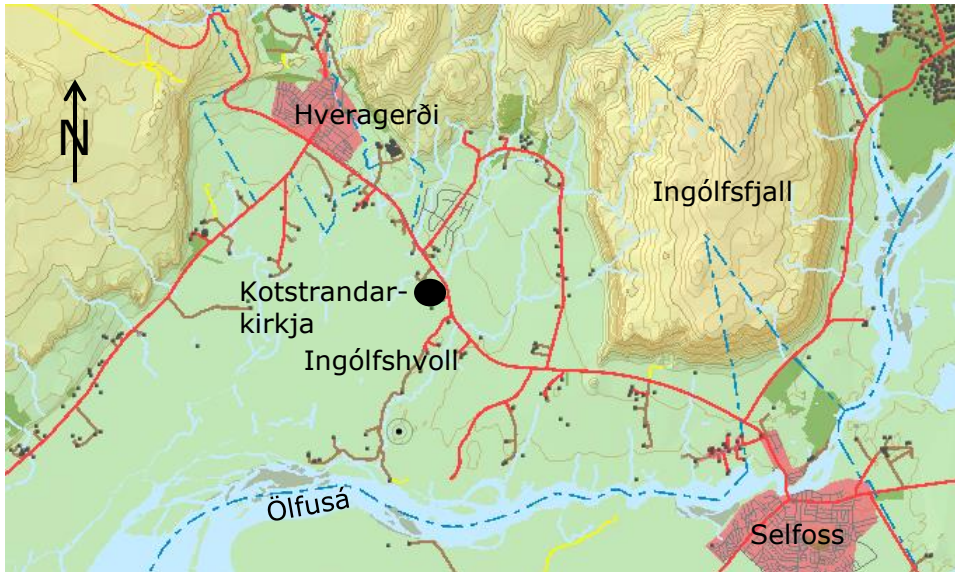 N
Hveragerði
Ingólfsfjall
Kotstrandar-
kirkja
Ingólfshvoll
Ölfusá
Selfoss